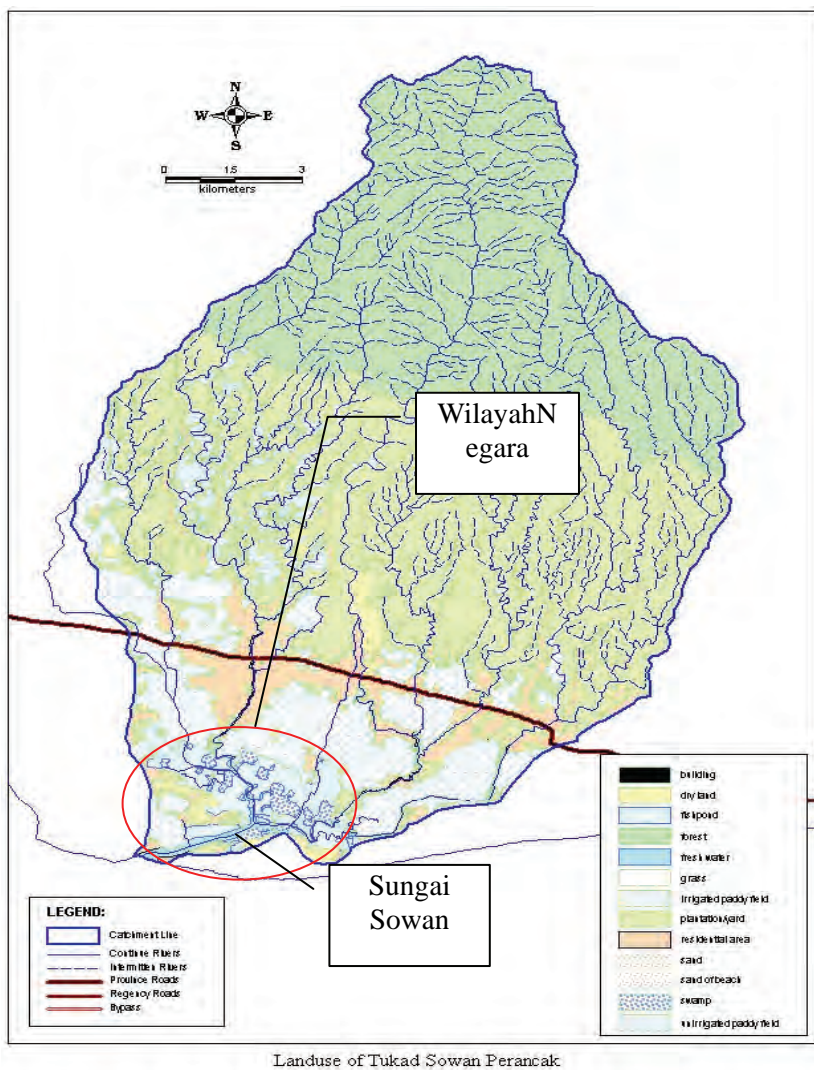 N
W E
S
0 1.5 3
kilometers
WilayahN
egara
Sungai
Sowan
LEGEND:
Catchment Line
Continue Rivers
Intermitten Rivers
Province Roads
Regency Roads
Bypass
building
dry land
fishpond
forest
fresh water
grass
irrigated paddy field
plantation/yard
residential area
sand
sand of beach
swamp
unirrigated paddy field
Landuse of Tukad Sowan Perancak